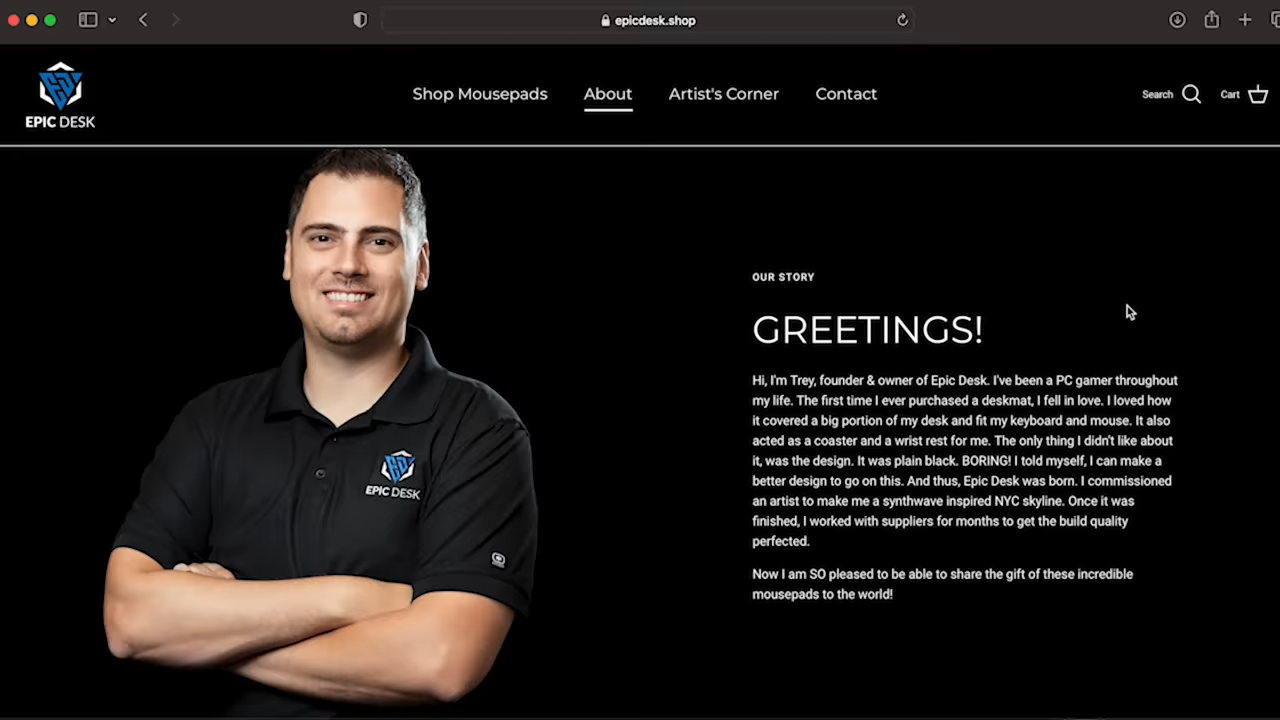 epicdesk.shop
EPIC DESK
Shop Mousepads
About
Artist's Corner
Contact
Search
Cart
EPIC DESK
OUR STORY
GREETINGS!
Hi, I'm Trey, founder & owner of Epic Desk. I've been a PC gamer throughout
my life. The first time I ever purchased a deskmat, I fell in love. I loved how
it covered a big portion of my desk and fit my keyboard and mouse. It also
acted as a coaster and a wrist rest for me. The only thing I didn't like about
it, was the design. It was plain black. BORING! I told myself, I can make a
better design to go on this. And thus, Epic Desk was born. I commissioned
an artist to make me a synthwave inspired NYC skyline. Once it was
finished, I worked with suppliers for months to get the build quality
perfected.
Now I am SO pleased to be able to share the gift of these incredible
mousepads to the world!